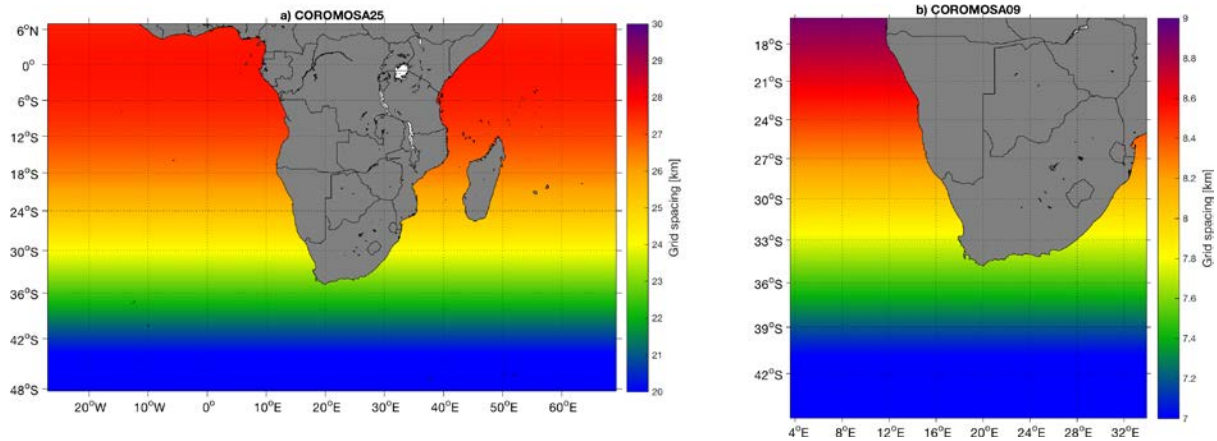 a) COROMOSA25
6°N
0°
6°S
12°S
18°S
24°S
30°S
36°S
42°S
48°S
20°W
10°W
0°
10°E
20°E
30°E
40°E
50°E
60°E
30
29
28
27
26
25
24
23
22
21
20
Grid spacing [km]
b) COROMOSA09
18°S
21°S
24°S
27°S
30°S
33°S
36°S
39°S
42°S
4°E
8°E
12°E
16°E
20°E
24°E
28°E
32°E
9
8.8
8.6
8.4
8.2
8
7.8
7.6
7.4
7.2
7
Grid spacing [km]